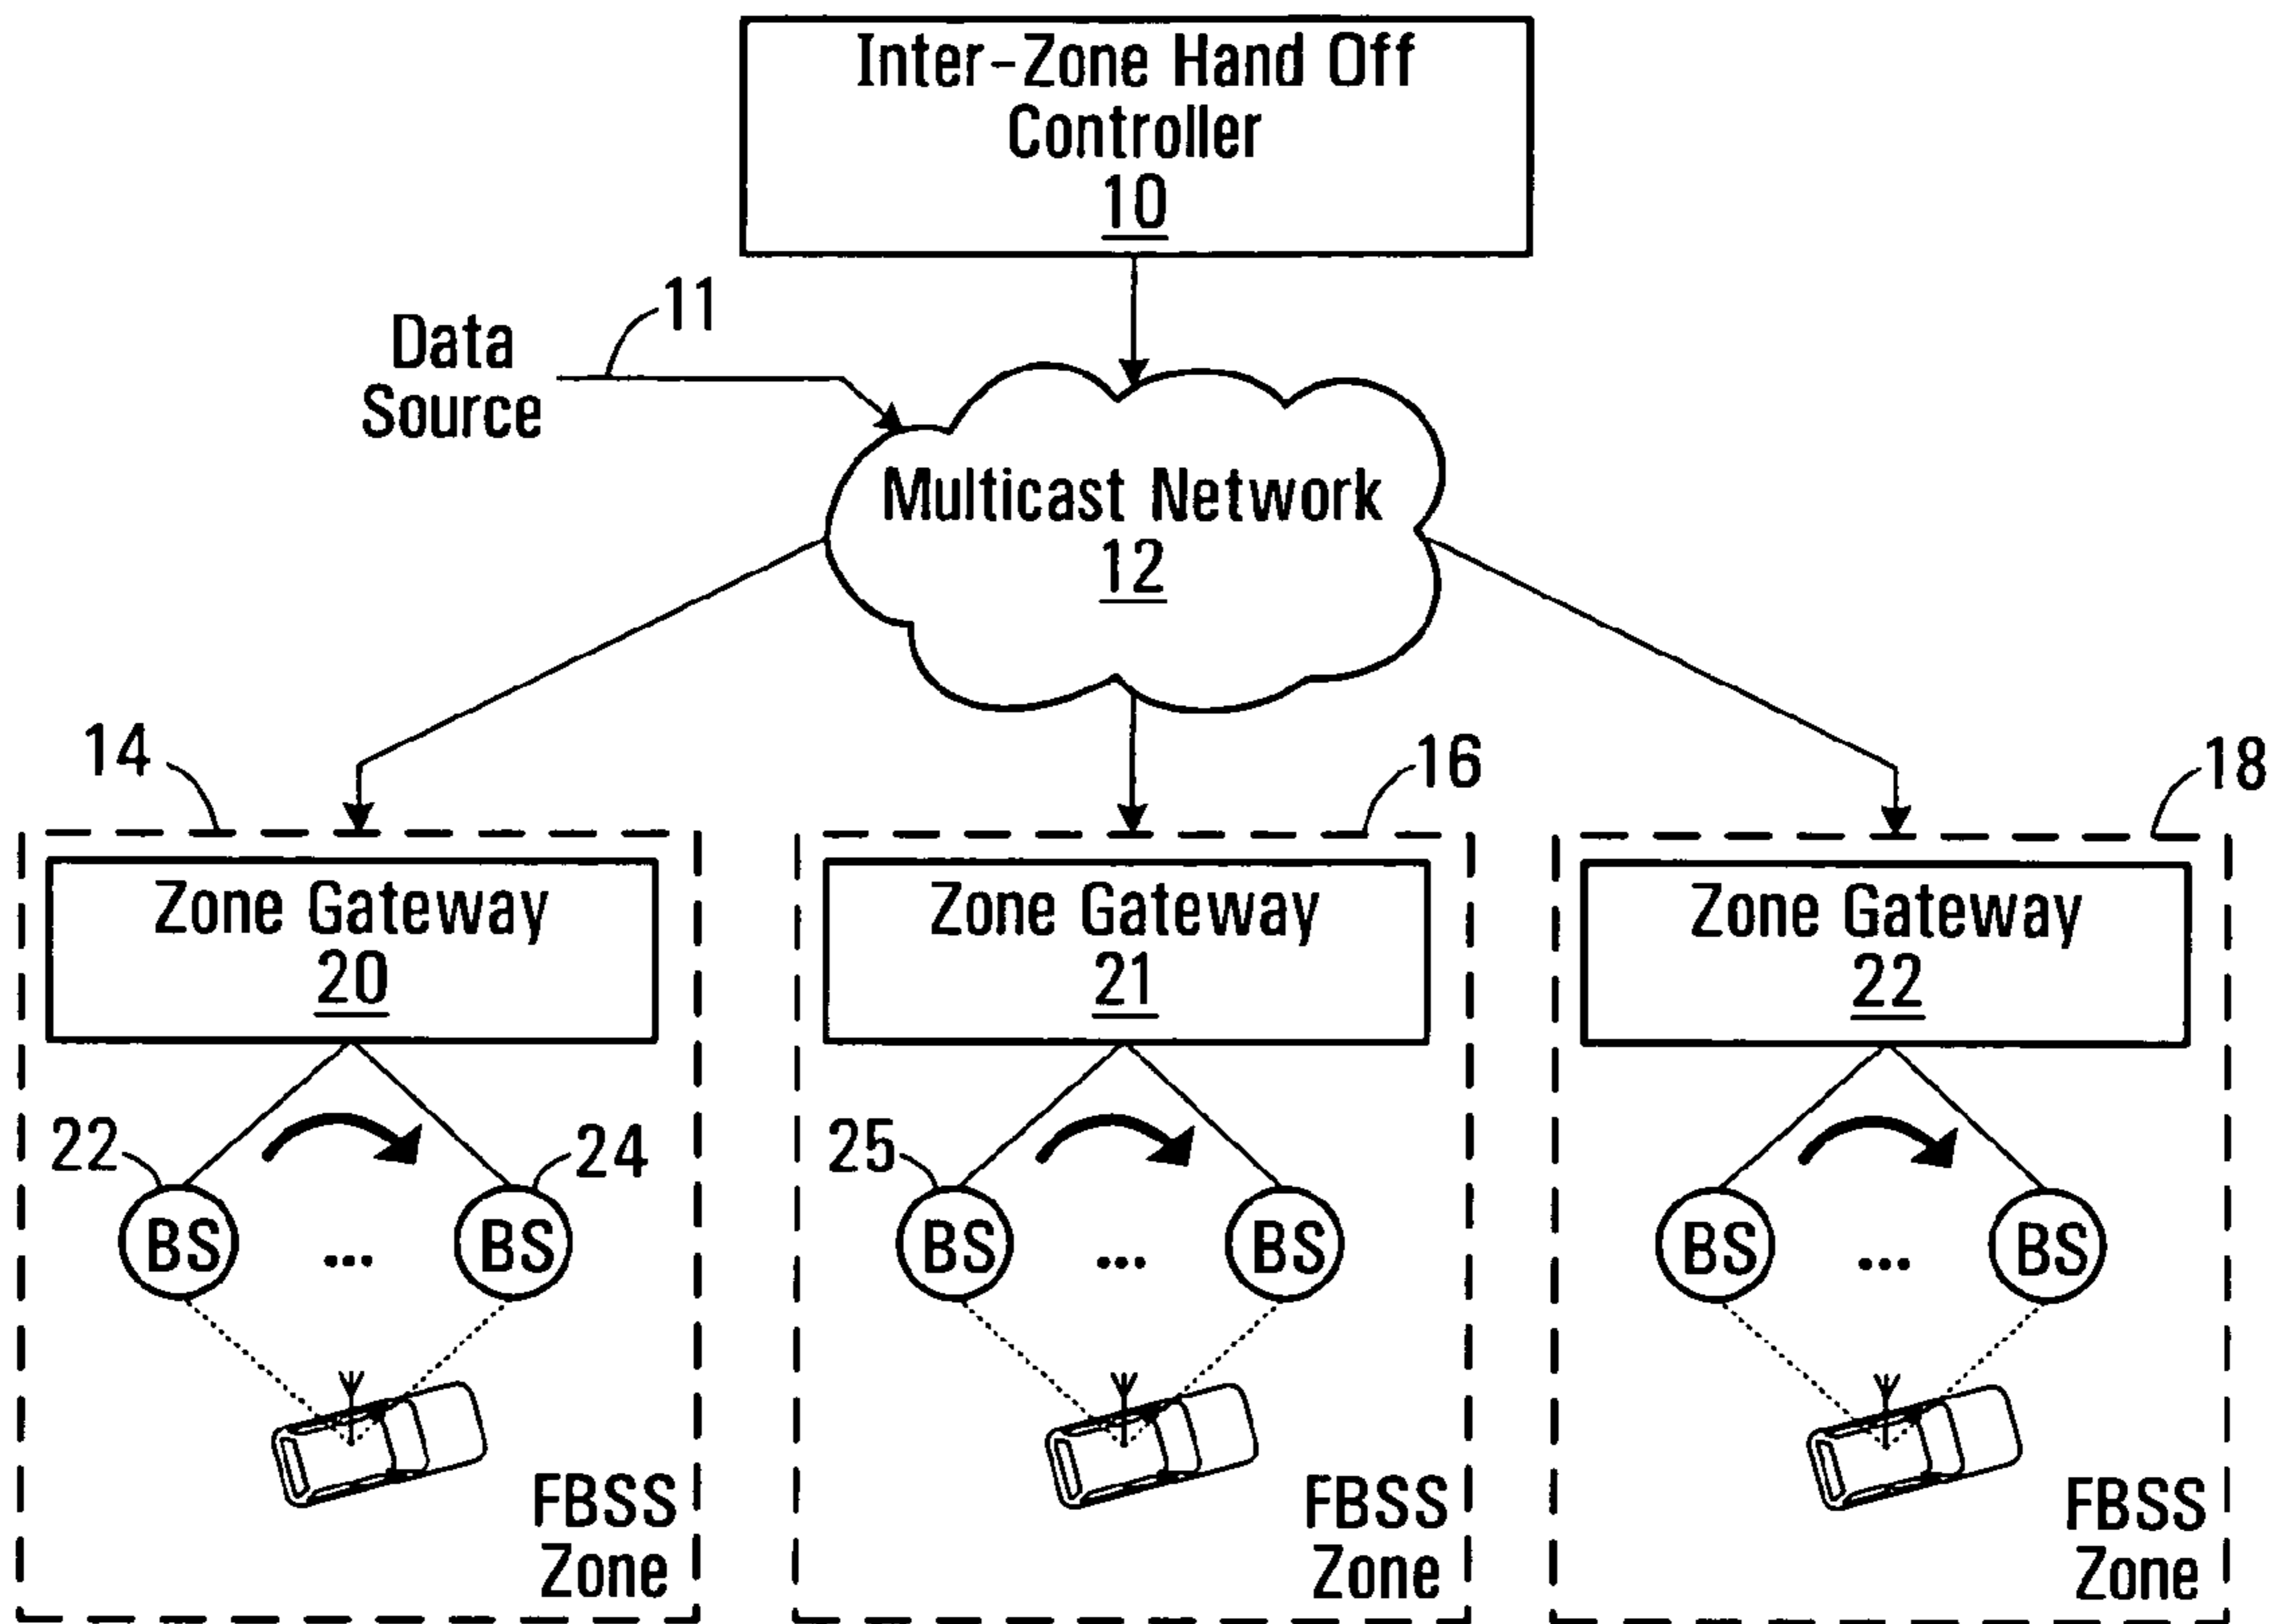 Inter-Zone Hand Off
Controller
10
11
Data
Source
Multicast Network
12
14
16
18
Zone Gateway
20
Zone Gateway
21
Zone Gateway
22
22
24
25
BS
...
BS
BS
...
BS
BS
...
BS
FBSS
Zone
FBSS
Zone
FBSS
Zone